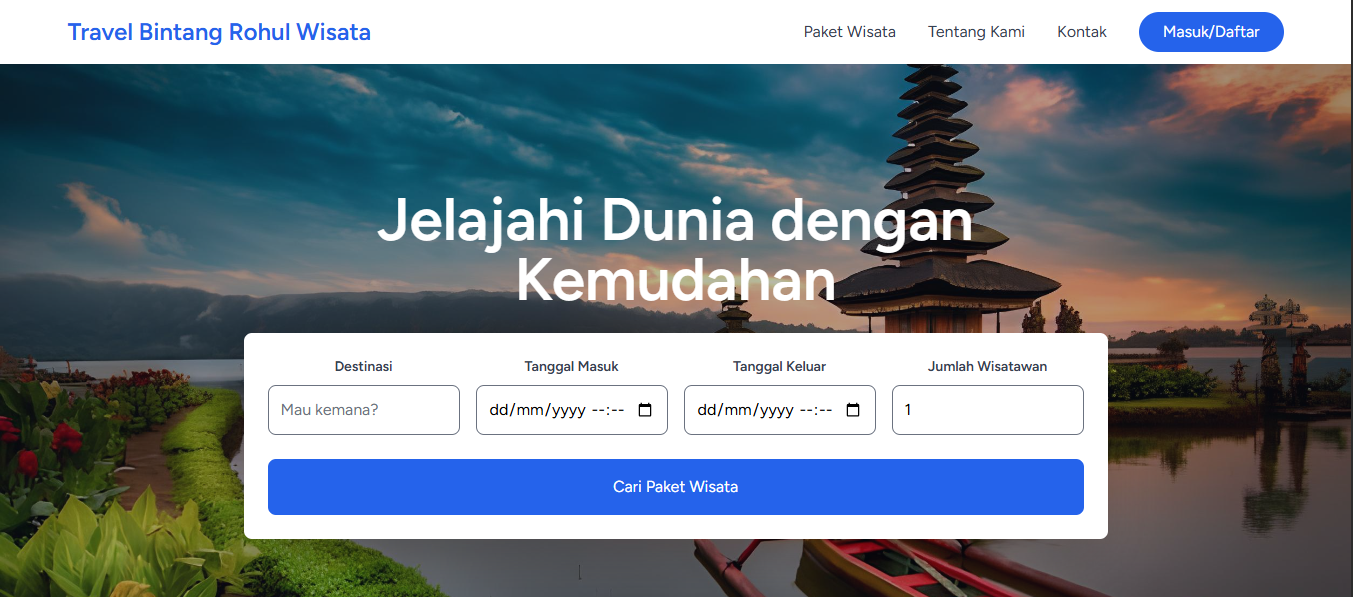 Travel Bintang Rohul Wisata
Paket Wisata
Tentang Kami
Kontak
Masuk/Daftar
Jelajahi Dunia dengan
Kemudahan
Destinasi
Tanggal Masuk
Tanggal Keluar
Jumlah Wisatawan
Mau kemana?
dd/mm/yyyy --:--
dd/mm/yyyy --:--
1
Cari Paket Wisata